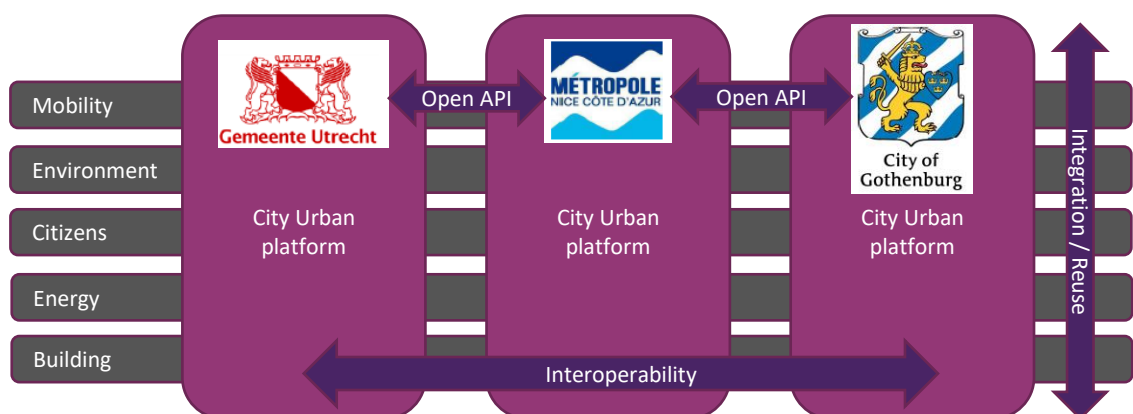 Mobility
Environment
Citizens
Energy
Building
Gemeente Utrecht
City Urban
platform
Open API
MÉTROPOLE
NICE CÔTE D'AZUR
City Urban
platform
Open API
City of
Gothenburg
City Urban
platform
Interoperability
Integration / Reuse